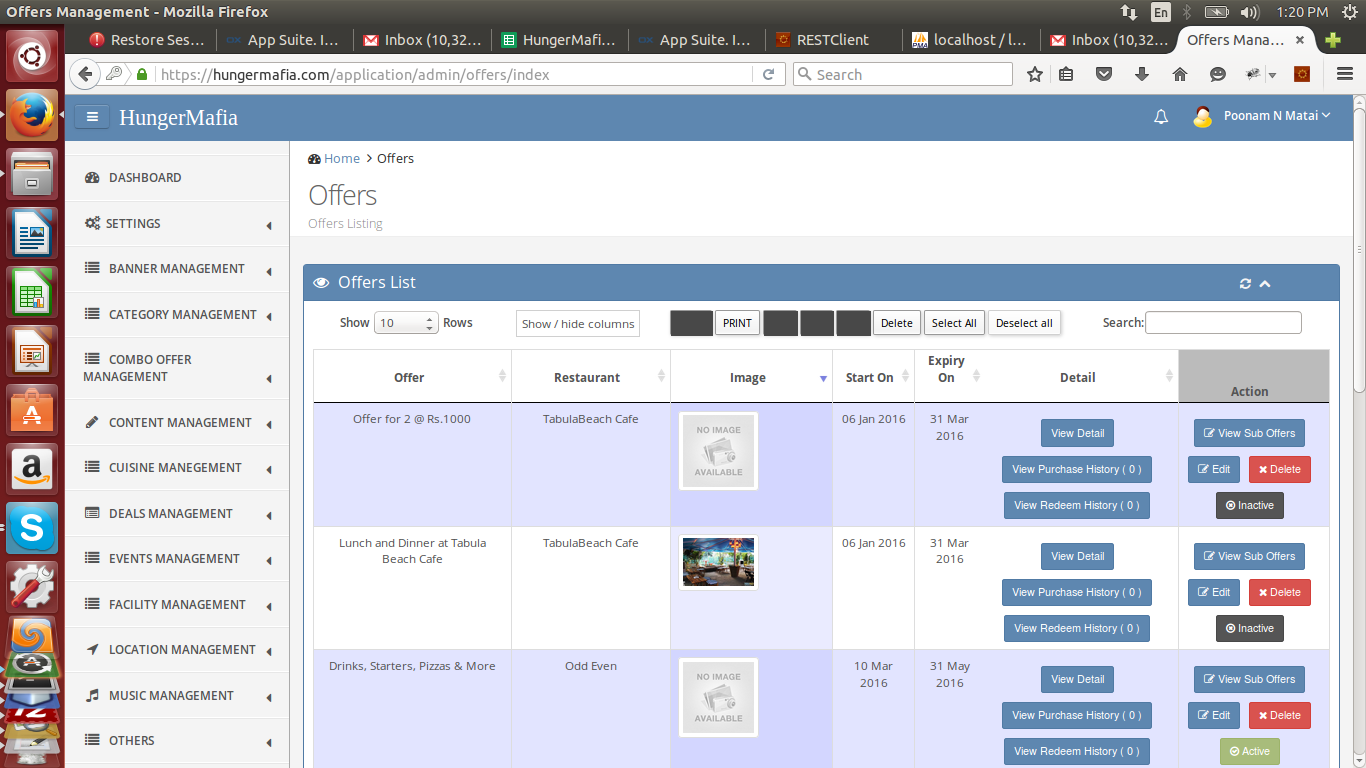 Offers Management - Mozilla Firefox
En
1:20 PM
Restore Ses...
App Suite. I...
Inbox (10,32...
HungerMafi...
App Suite. I...
RESTClient
localhost / l...
Inbox (10,32...
Offers Mana...
https://hungermafia.com/application/admin/offers/index
Search
HungerMafia
Poonam N Matai
DASHBOARD
SETTINGS
BANNER MANAGEMENT
CATEGORY MANAGEMENT
COMBO OFFER
MANAGEMENT
CONTENT MANAGEMENT
CUISINE MANEGEMENT
DEALS MANAGEMENT
EVENTS MANAGEMENT
FACILITY MANAGEMENT
LOCATION MANAGEMENT
MUSIC MANAGEMENT
OTHERS
Home > Offers
Offers
Offers Listing
Offers List
Show 10 Rows
Show / hide columns
PRINT
Delete
Select All
Deselect all
Search:
Offer
Restaurant
Image
Start On
Expiry
On
Detail
Action
Offer for 2 @ Rs.1000
TabulaBeach Cafe
NO IMAGE
AVAILABLE
06 Jan 2016
31 Mar
2016
View Detail
View Purchase History ( 0 )
View Redeem History ( 0 )
View Sub Offers
Edit
Delete
Inactive
Lunch and Dinner at Tabula
Beach Cafe
TabulaBeach Cafe
06 Jan 2016
31 Mar
2016
View Detail
View Purchase History ( 0 )
View Redeem History ( 0 )
View Sub Offers
Edit
Delete
Inactive
Drinks, Starters, Pizzas & More
Odd Even
NO IMAGE
AVAILABLE
10 Mar
2016
31 May
2016
View Detail
View Purchase History ( 0 )
View Redeem History ( 0 )
View Sub Offers
Edit
Delete
Active